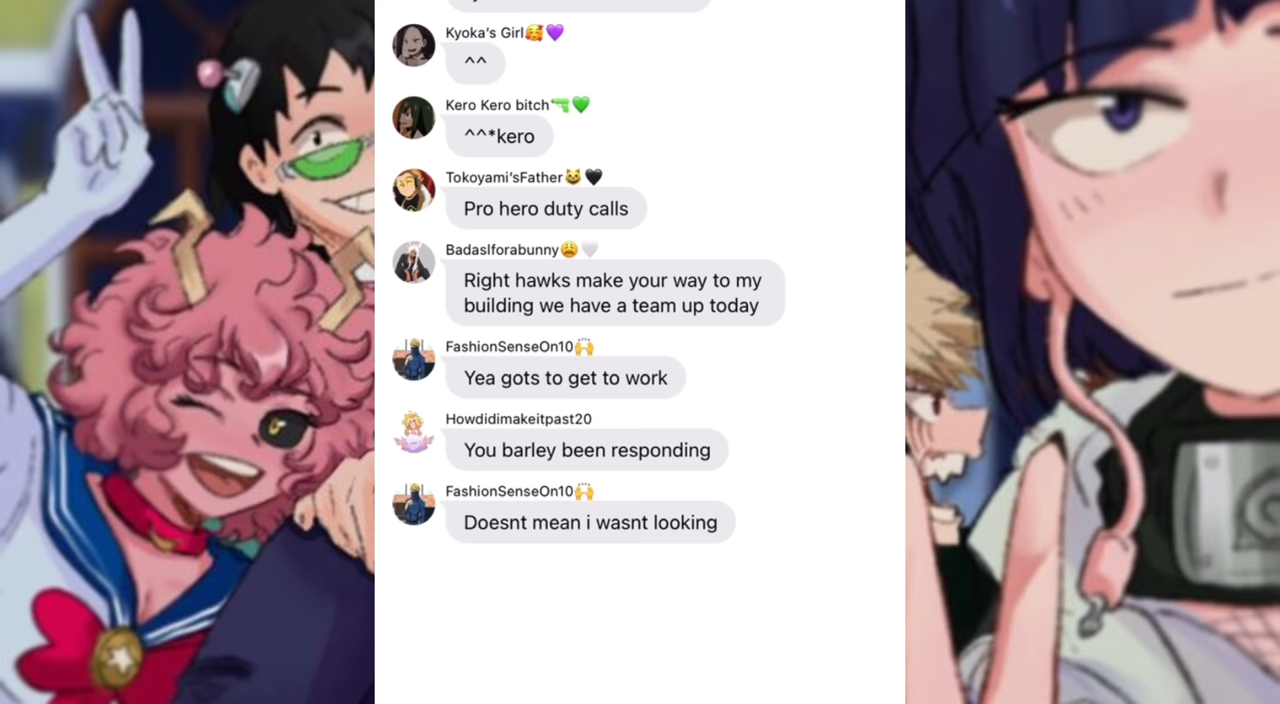 Kyoka’s Girl🥰💜
^^
Kero Kero bitch🔫💚
^^*kero
Tokoyami’sFather😺🖤
Pro hero duty calls
Badaslforabunny😩🤍
Right hawks make your way to my
building we have a team up today
FashionSenseOn10🙌
Yea gots to get to work
Howdidimakeitpast20
You barley been responding
FashionSenseOn10🙌
Doesnt mean i wasnt looking